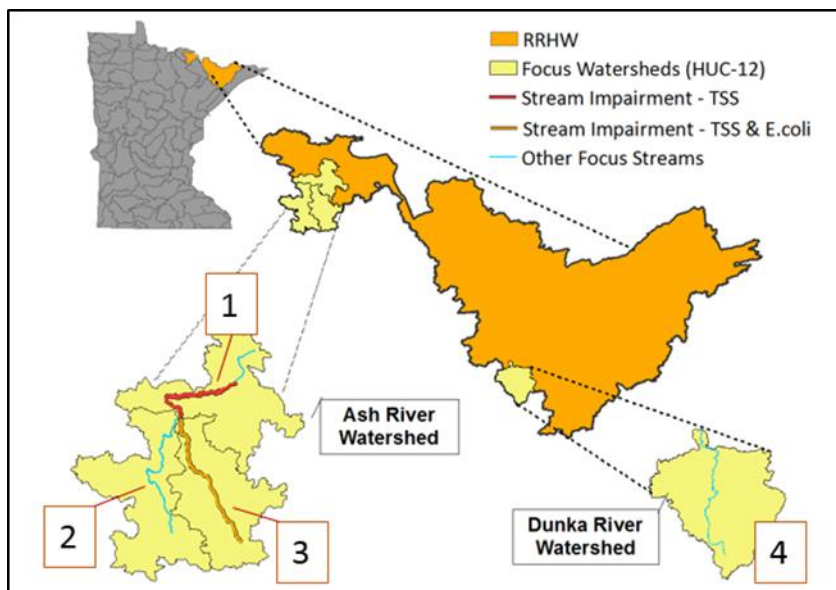 RRHW
Focus Watersheds (HUC-12)
Stream Impairment - TSS
Stream Impairment - TSS & E.coli
Other Focus Streams
1
Ash River
Watershed
2
3
Dunka River
Watershed
4